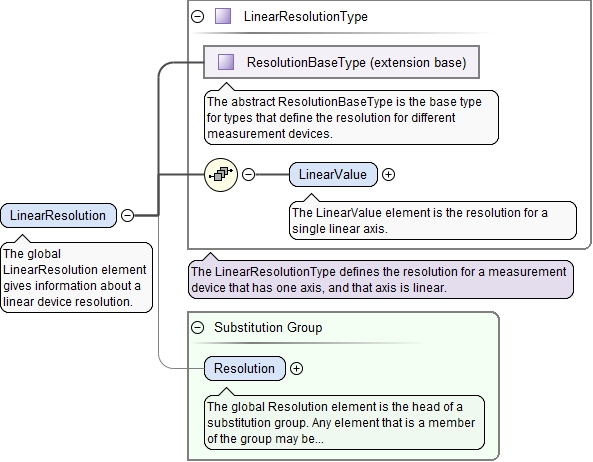 LinearResolutionType
ResolutionBaseType (extension base)
The abstract ResolutionBaseType is the base type
for types that define the resolution for different
measurement devices.
LinearValue
The LinearValue element is the resolution for a
single linear axis.
LinearResolution
The global
LinearResolution element
gives information about a
linear device resolution.
The LinearResolutionType defines the resolution for a measurement
device that has one axis, and that axis is linear.
Substitution Group
Resolution
The global Resolution element is the head of a
substitution group. Any element that is a member
of the group may be...